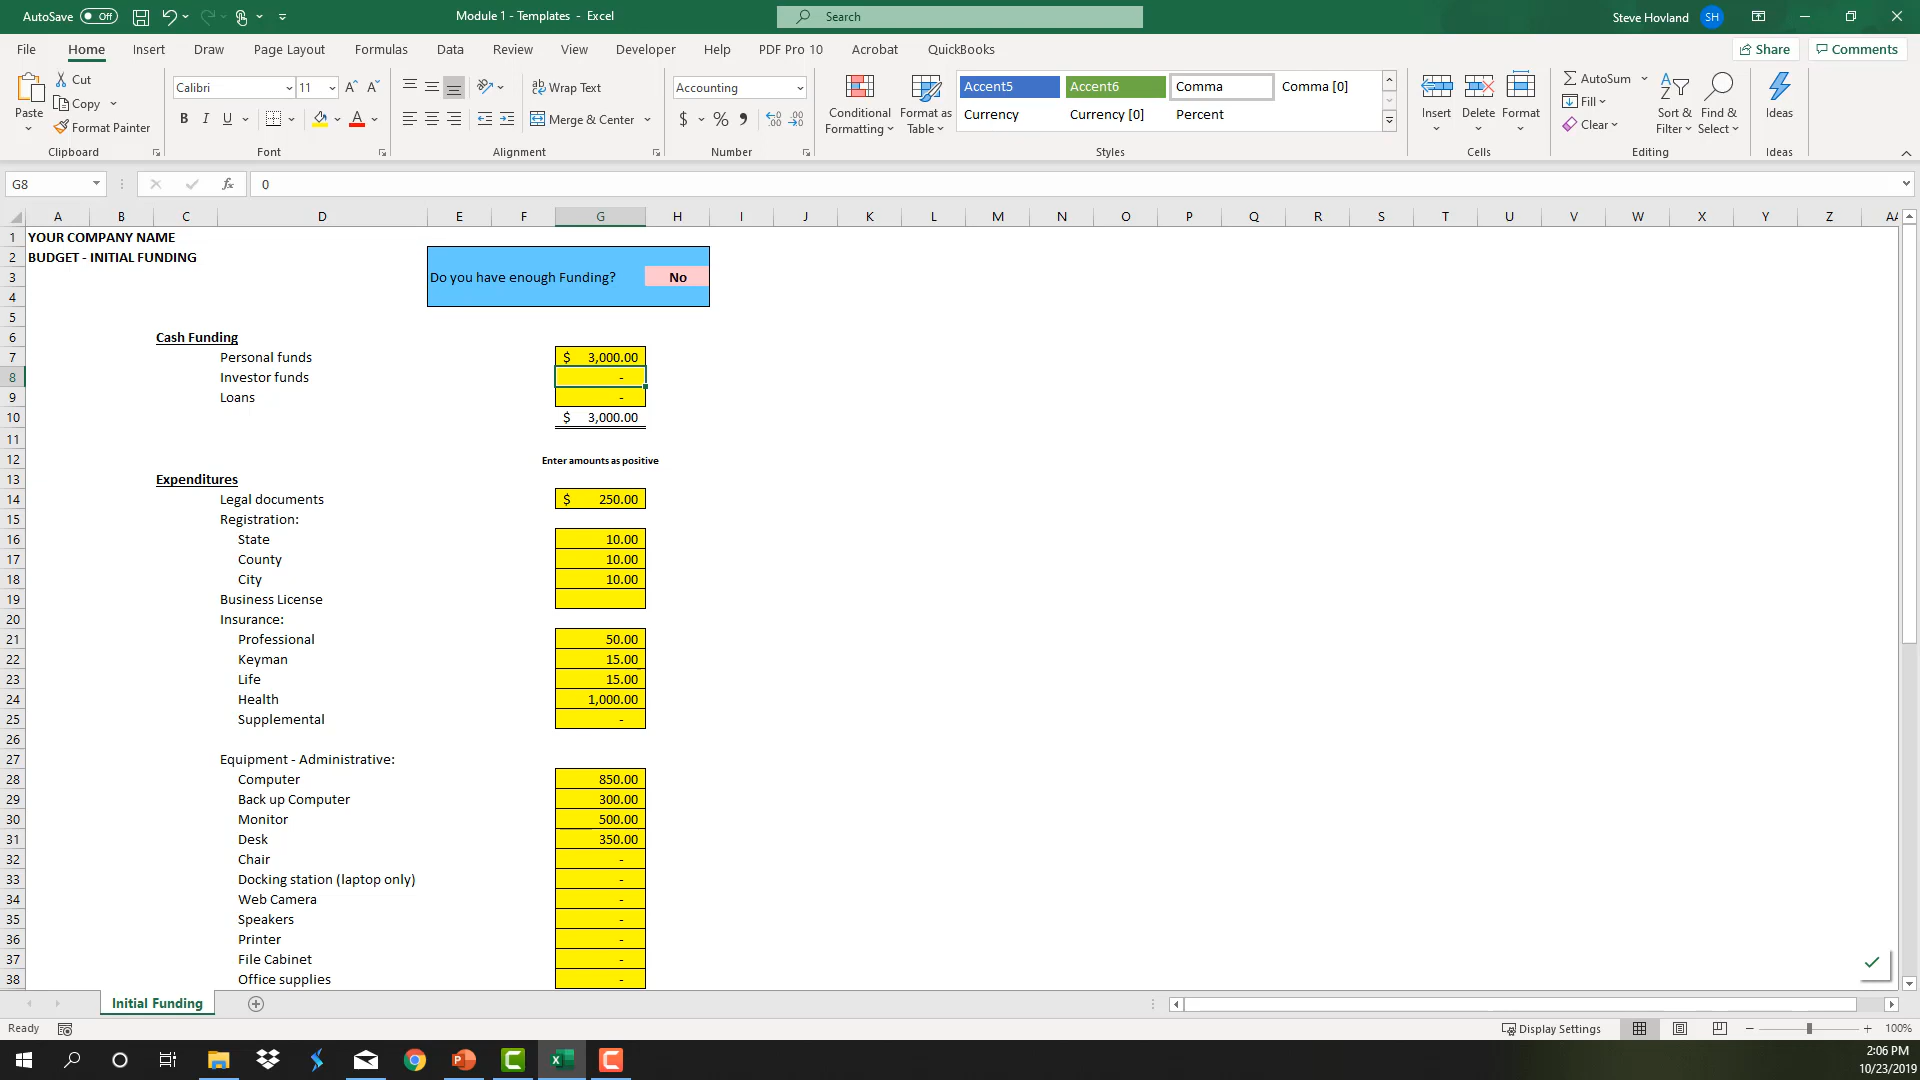 AutoSave Off
Module 1 - Templates - Excel
Search
Steve Hovland SH
File Home Insert Draw Page Layout Formulas Data Review View Developer Help PDF Pro 10 Acrobat QuickBooks
Share Comments
Paste
Cut
Copy
Format Painter
Clipboard
Calibri 11
B I U
Font
Wrap Text
Merge & Center
Alignment
Accounting
$ % 9
Number
Conditional Formatting
Format as Table
Accent5 Accent6 Comma Comma [0]
Currency Currency [0] Percent
Styles
Insert Delete Format
Cells
AutoSum
Fill
Clear
Sort & Filter
Find & Select
Editing
Ideas
Ideas
G8 fx 0
A B C D E F G H I J K L M N O P Q R S T U V W X Y Z AA
1 YOUR COMPANY NAME
2 BUDGET - INITIAL FUNDING
3 Do you have enough Funding? No
4
5
6 Cash Funding
7 Personal funds $ 3,000.00
8 Investor funds -
9 Loans -
10 $ 3,000.00
11
12 Enter amounts as positive
13 Expenditures
14 Legal documents $ 250.00
15 Registration:
16 State 10.00
17 County 10.00
18 City 10.00
19 Business License
20 Insurance:
21 Professional 50.00
22 Keyman 15.00
23 Life 15.00
24 Health 1,000.00
25 Supplemental -
26
27 Equipment - Administrative:
28 Computer 850.00
29 Back up Computer 300.00
30 Monitor 500.00
31 Desk 350.00
32 Chair -
33 Docking station (laptop only) -
34 Web Camera -
35 Speakers -
36 Printer -
37 File Cabinet -
38 Office supplies -
Initial Funding
Ready
Display Settings
100%
2:06 PM
10/23/2019